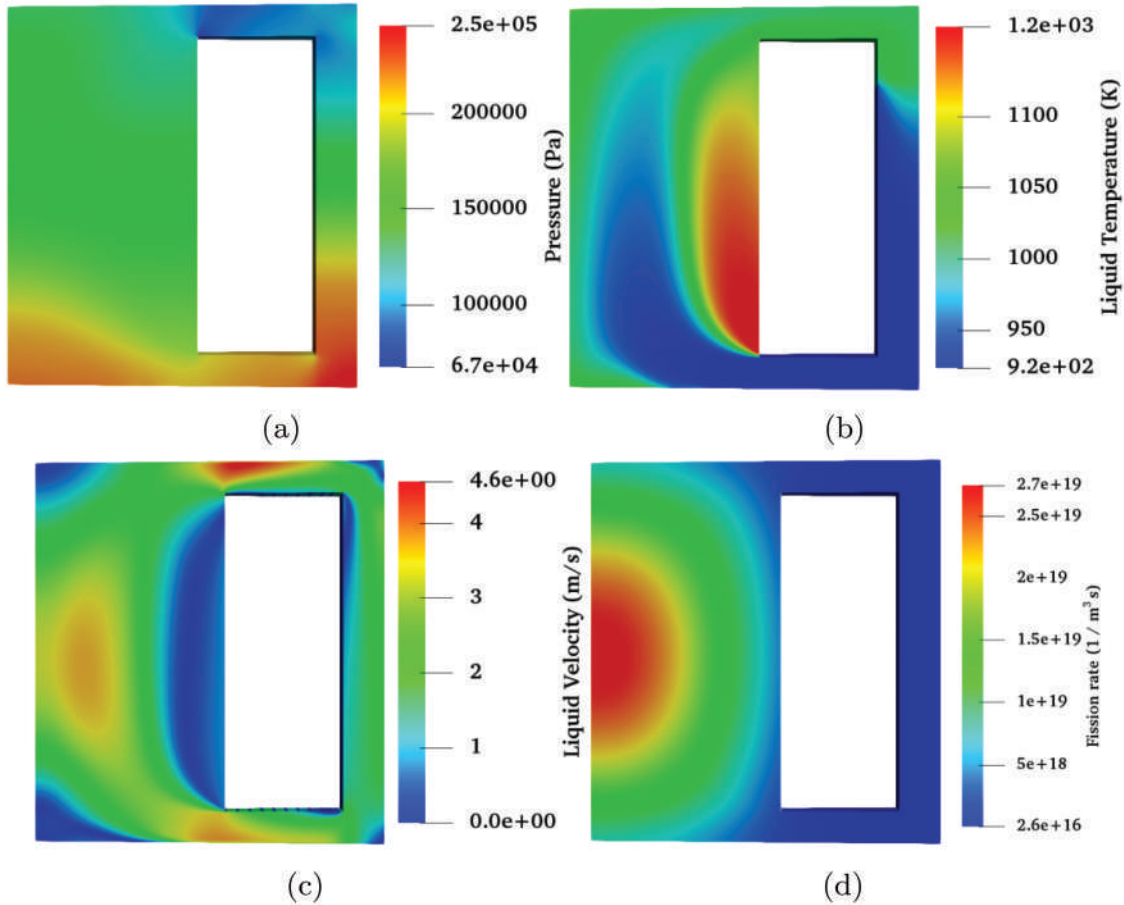 2.5e+05
200000
150000
100000
6.7e+04
Pressure (Pa)
(a)
1.2e+03
1100
1050
1000
950
9.2e+02
Liquid Temperature (K)
(b)
4.6e+00
4
3
2
1
0.0e+00
Liquid Velocity (m/s)
(c)
2.7e+19
2.5e+19
2e+19
1.5e+19
1e+19
5e+18
2.6e+16
Fission rate (1 / m³ s)
(d)